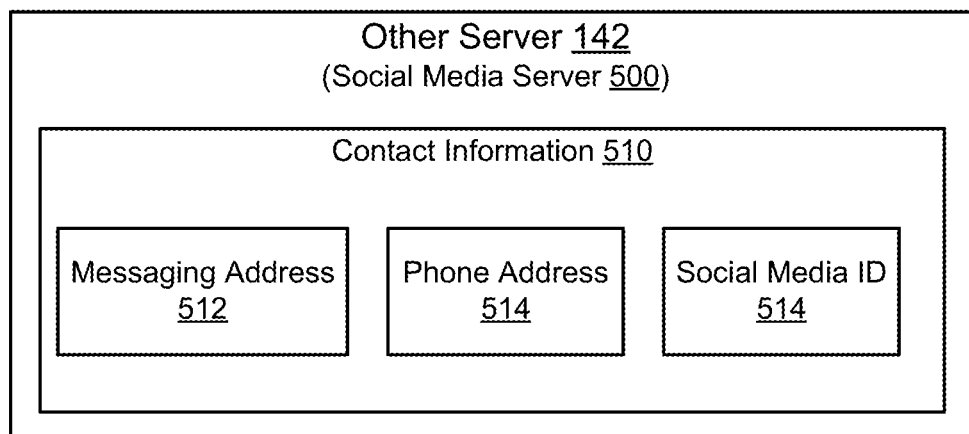 Other Server 142
(Social Media Server 500)
Contact Information 510
Messaging Address
512
Phone Address
514
Social Media ID
514